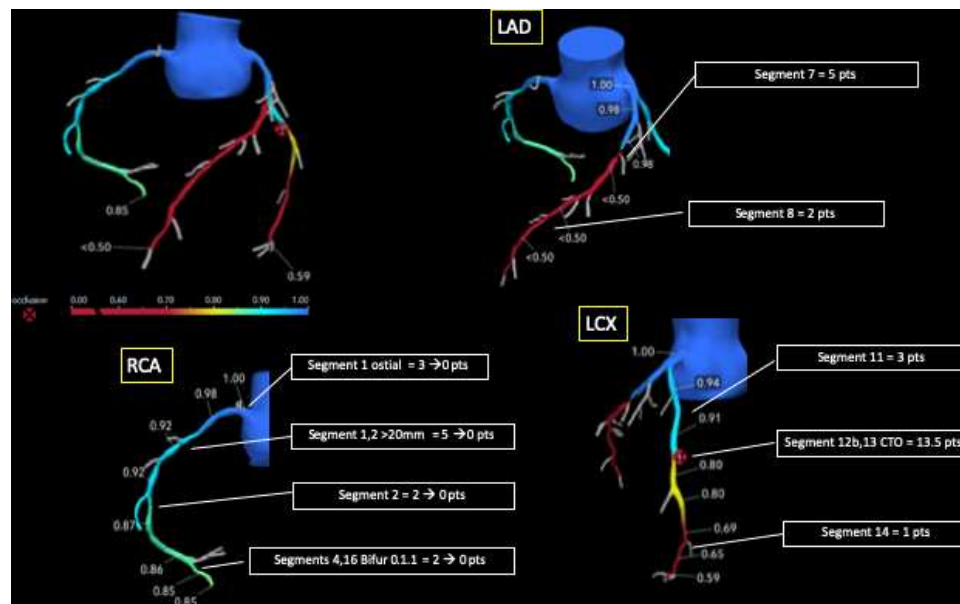 LAD
1.00
0.98
0.98
<0.50
<0.50
<0.50
Segment 7 = 5 pts
Segment 8 = 2 pts
0.85
<0.50
0.59
occlusion
0.00 0.60 0.70 0.80 0.90 1.00
RCA
1.00
0.98
0.92
0.92
0.87
0.86
0.85
0.85
Segment 1 ostial = 3 → 0 pts
Segment 1,2 >20mm = 5 → 0 pts
Segment 2 = 2 → 0 pts
Segments 4,16 Bifur 0.1.1 = 2 → 0 pts
LCX
1.00
0.94
0.91
0.80
0.80
0.69
0.65
0.59
Segment 11 = 3 pts
Segment 12b,13 CTO = 13.5 pts
Segment 14 = 1 pts